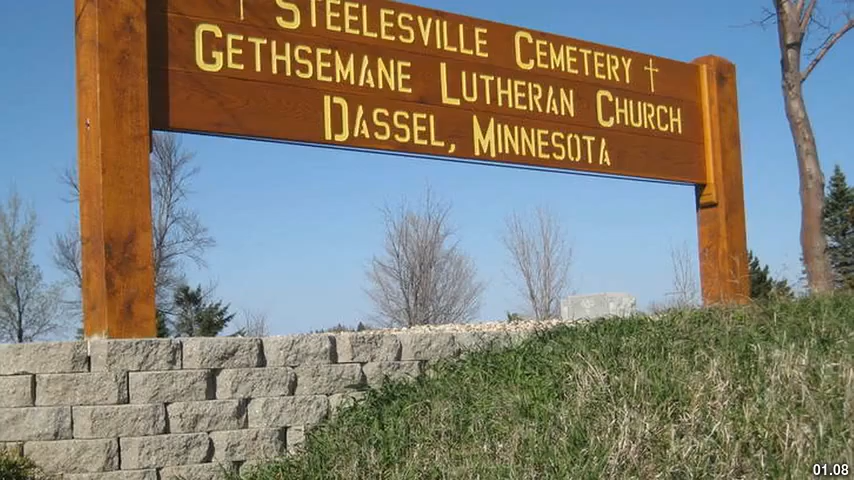 † STEELESVILLE CEMETERY †
GETHSEMANE LUTHERAN CHURCH
DASSEL, MINNESOTA
01.08